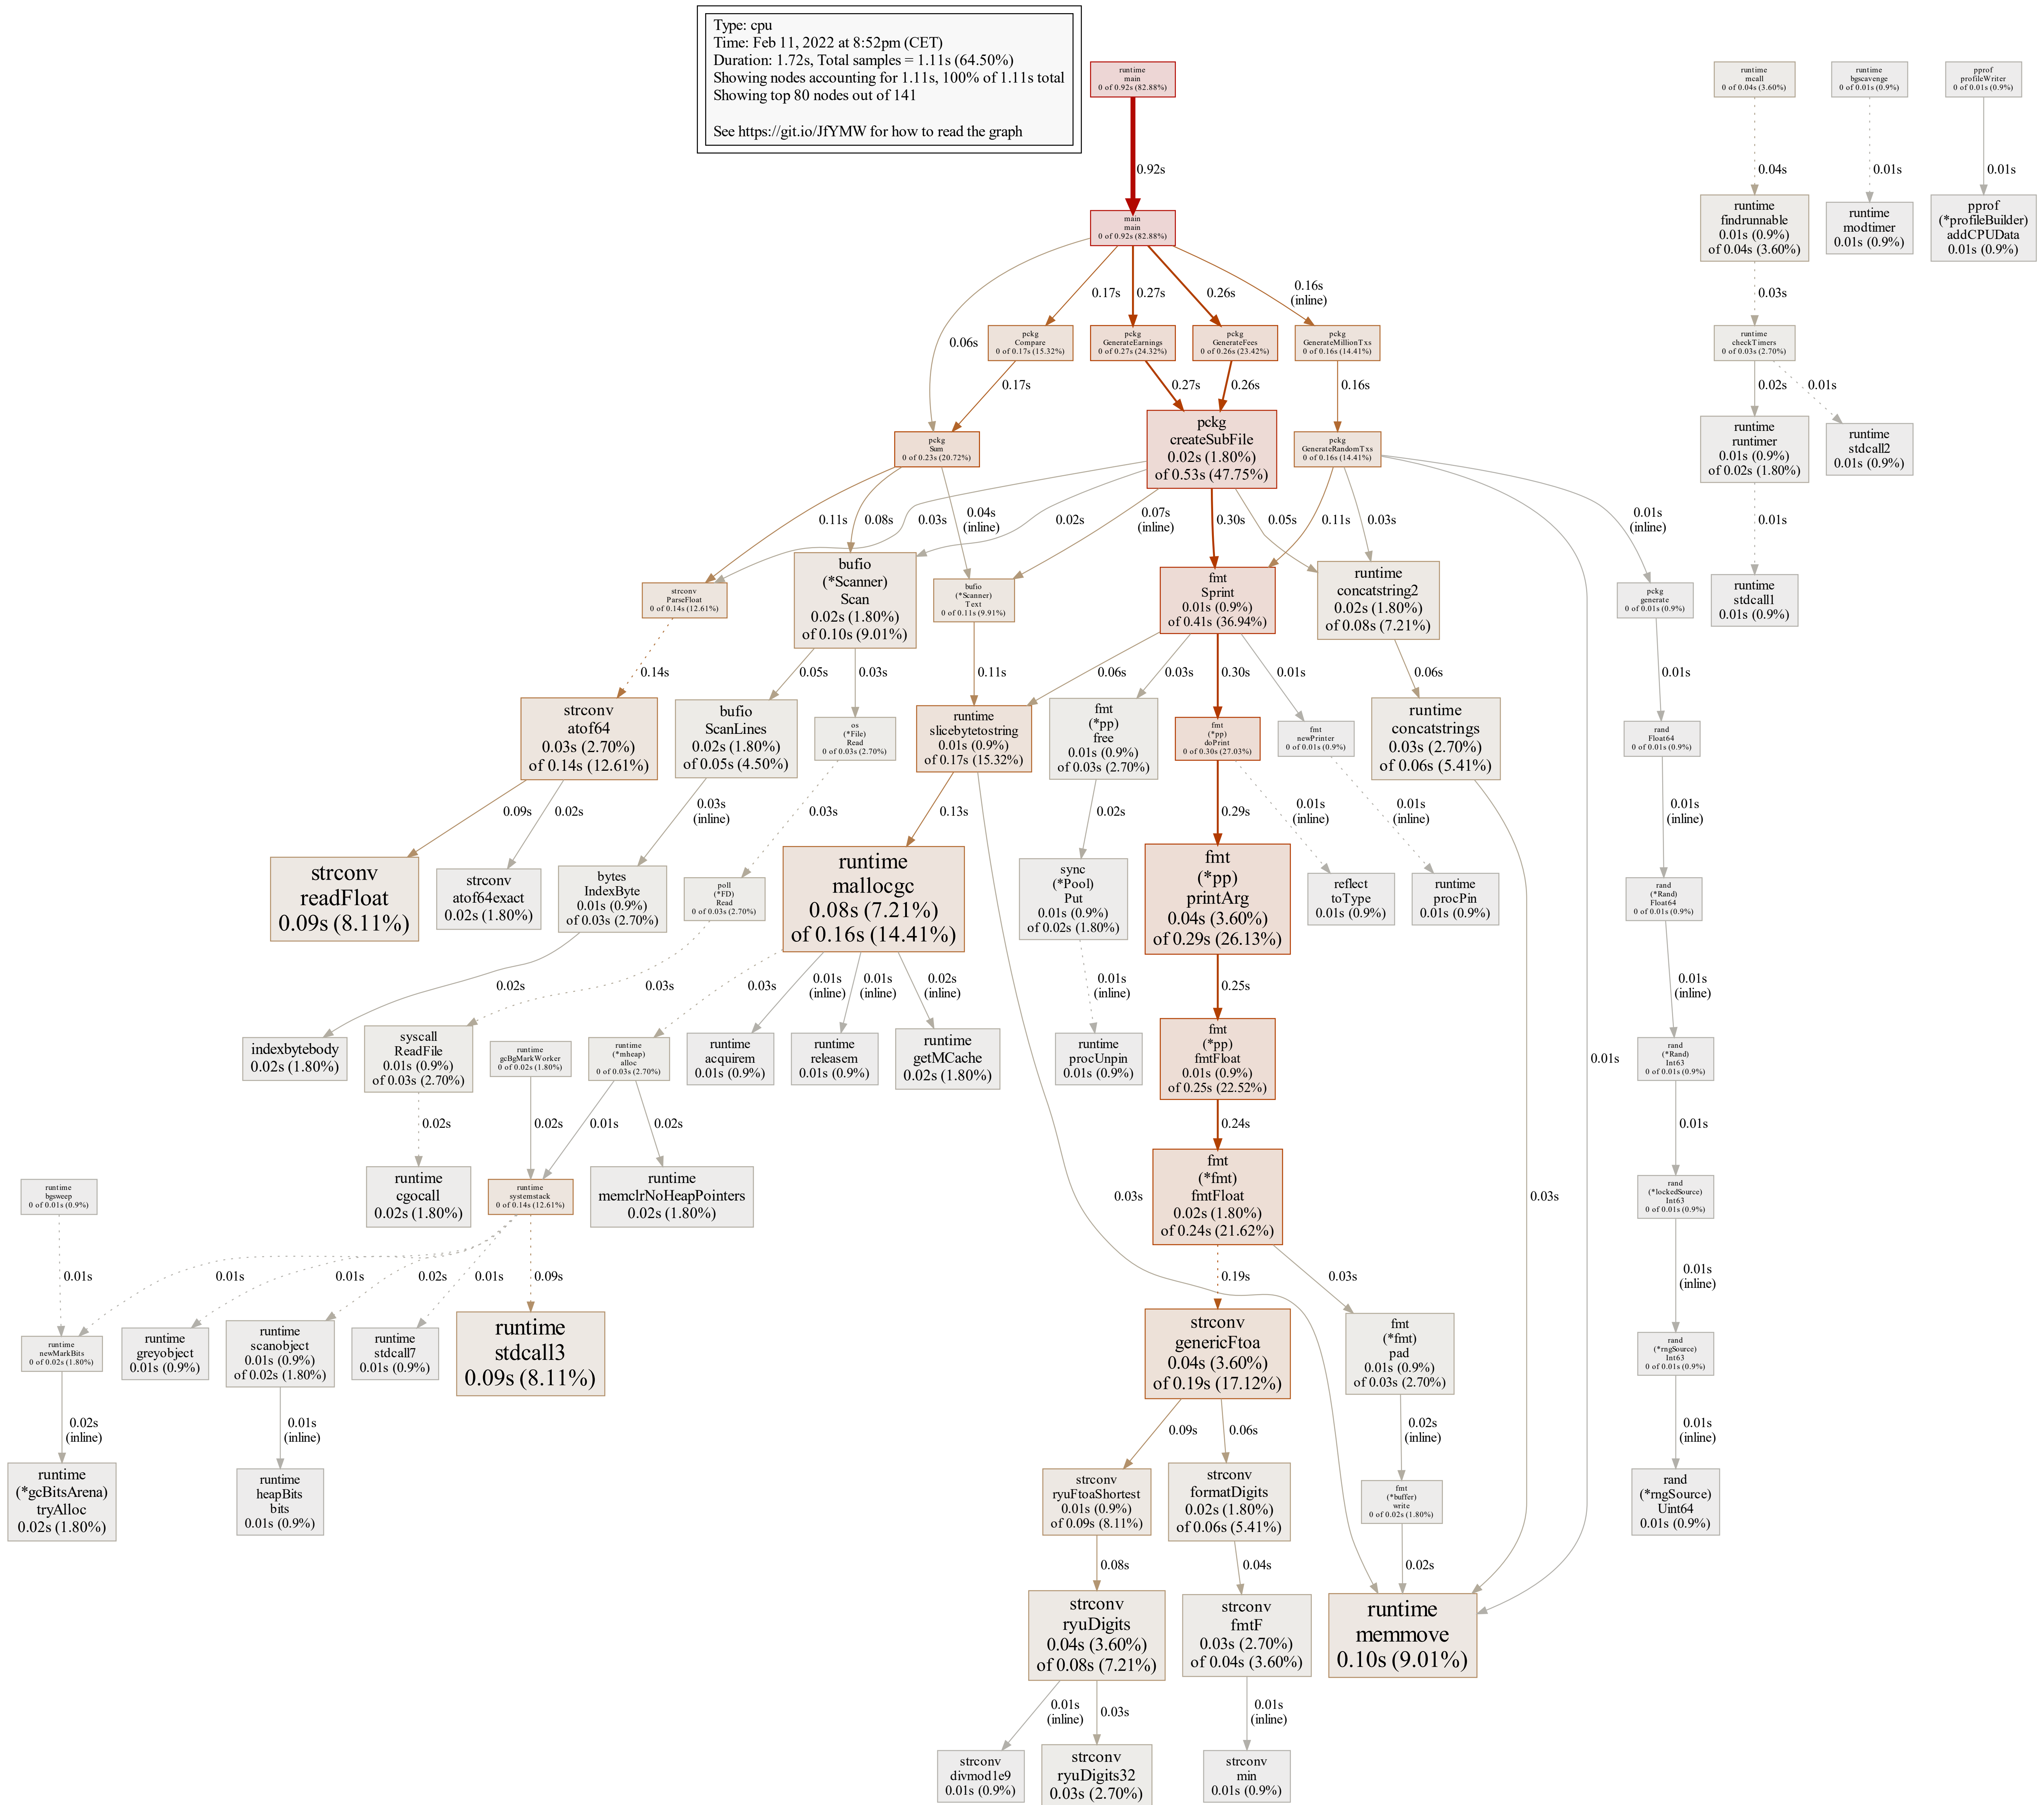 Type: cpu
Time: Feb 11, 2022 at 8:52pm (CET)
Duration: 1.72s, Total samples = 1.11s (64.50%)
Showing nodes accounting for 1.11s, 100% of 1.11s total
Showing top 80 nodes out of 141
See https://git.io/JfYMW for how to read the graph
runtime
main
0 of 0.92s (82.88%)
runtime
mcall
0 of 0.04s (3.60%)
runtime
bgscavenge
0 of 0.01s (0.9%)
pprof
profileWriter
0 of 0.01s (0.9%)
0.92s
0.04s
0.01s
0.01s
main
main
0 of 0.92s (82.88%)
runtime
findrunnable
0.01s (0.9%)
of 0.04s (3.60%)
runtime
modtimer
0.01s (0.9%)
pprof
(*profileBuilder)
addCPUData
0.01s (0.9%)
0.06s
0.17s
0.27s
0.26s
0.16s
(inline)
0.03s
pckg
Compare
0 of 0.17s (15.32%)
pckg
GenerateEarnings
0 of 0.27s (24.32%)
pckg
GenerateFees
0 of 0.26s (23.42%)
pckg
GenerateMillionTxs
0 of 0.16s (14.41%)
runtime
checkTimers
0 of 0.03s (2.70%)
0.17s
0.27s
0.26s
0.16s
0.02s
0.01s
pckg
Sum
0 of 0.23s (20.72%)
pckg
createSubFile
0.02s (1.80%)
of 0.53s (47.75%)
pckg
GenerateRandomTxs
0 of 0.16s (14.41%)
runtime
runtimer
0.01s (0.9%)
of 0.02s (1.80%)
runtime
stdcall2
0.01s (0.9%)
0.11s
0.08s
0.03s
0.04s
(inline)
0.02s
0.07s
(inline)
0.30s
0.05s
0.11s
0.03s
0.01s
(inline)
0.01s
strconv
ParseFloat
0 of 0.14s (12.61%)
bufio
(*Scanner)
Scan
0.02s (1.80%)
of 0.10s (9.01%)
bufio
(*Scanner)
Text
0 of 0.11s (9.91%)
fmt
Sprint
0.01s (0.9%)
of 0.41s (36.94%)
runtime
concatstring2
0.02s (1.80%)
of 0.08s (7.21%)
pckg
generate
0 of 0.01s (0.9%)
runtime
stdcall1
0.01s (0.9%)
0.14s
0.05s
0.03s
0.11s
0.06s
0.03s
0.30s
0.01s
0.06s
0.01s
strconv
atof64
0.03s (2.70%)
of 0.14s (12.61%)
bufio
ScanLines
0.02s (1.80%)
of 0.05s (4.50%)
os
(*File)
Read
0 of 0.03s (2.70%)
runtime
slicebytetostring
0.01s (0.9%)
of 0.17s (15.32%)
fmt
(*pp)
free
0.01s (0.9%)
of 0.03s (2.70%)
fmt
(*pp)
doPrint
0 of 0.30s (27.03%)
fmt
newPrinter
0 of 0.01s (0.9%)
runtime
concatstrings
0.03s (2.70%)
of 0.06s (5.41%)
rand
Float64
0 of 0.01s (0.9%)
0.09s
0.02s
0.03s
(inline)
0.03s
0.13s
0.02s
0.29s
0.01s
(inline)
0.01s
(inline)
0.01s
(inline)
strconv
readFloat
0.09s (8.11%)
strconv
atof64exact
0.02s (1.80%)
bytes
IndexByte
0.01s (0.9%)
of 0.03s (2.70%)
poll
(*FD)
Read
0 of 0.03s (2.70%)
runtime
mallocgc
0.08s (7.21%)
of 0.16s (14.41%)
sync
(*Pool)
Put
0.01s (0.9%)
of 0.02s (1.80%)
fmt
(*pp)
printArg
0.04s (3.60%)
of 0.29s (26.13%)
reflect
toType
0.01s (0.9%)
runtime
procPin
0.01s (0.9%)
rand
(*Rand)
Float64
0 of 0.01s (0.9%)
0.02s
0.03s
0.03s
0.01s
(inline)
0.01s
(inline)
0.02s
(inline)
0.01s
(inline)
0.25s
0.01s
(inline)
indexbytebody
0.02s (1.80%)
syscall
ReadFile
0.01s (0.9%)
of 0.03s (2.70%)
runtime
gcBgMarkWorker
0 of 0.02s (1.80%)
runtime
(*mheap)
alloc
0 of 0.03s (2.70%)
runtime
acquirem
0.01s (0.9%)
runtime
releasem
0.01s (0.9%)
runtime
getMCache
0.02s (1.80%)
runtime
procUnpin
0.01s (0.9%)
fmt
(*pp)
fmtFloat
0.01s (0.9%)
of 0.25s (22.52%)
0.01s
rand
(*Rand)
Int63
0 of 0.01s (0.9%)
0.02s
0.02s
0.01s
0.02s
0.24s
0.01s
runtime
bgsweep
0 of 0.01s (0.9%)
runtime
cgocall
0.02s (1.80%)
runtime
systemstack
0 of 0.14s (12.61%)
runtime
memclrNoHeapPointers
0.02s (1.80%)
0.03s
fmt
(*fmt)
fmtFloat
0.02s (1.80%)
of 0.24s (21.62%)
0.03s
rand
(*lockedSource)
Int63
0 of 0.01s (0.9%)
0.01s
0.01s
0.01s
0.02s
0.01s
0.09s
0.19s
0.03s
0.01s
(inline)
runtime
newMarkBits
0 of 0.02s (1.80%)
runtime
greyobject
0.01s (0.9%)
runtime
scanobject
0.01s (0.9%)
of 0.02s (1.80%)
runtime
stdcall7
0.01s (0.9%)
runtime
stdcall3
0.09s (8.11%)
strconv
genericFtoa
0.04s (3.60%)
of 0.19s (17.12%)
fmt
(*fmt)
pad
0.01s (0.9%)
of 0.03s (2.70%)
rand
(*rngSource)
Int63
0 of 0.01s (0.9%)
0.02s
(inline)
0.01s
(inline)
0.09s
0.06s
0.02s
(inline)
0.01s
(inline)
runtime
(*gcBitsArena)
tryAlloc
0.02s (1.80%)
runtime
heapBits
bits
0.01s (0.9%)
strconv
ryuFtoaShortest
0.01s (0.9%)
of 0.09s (8.11%)
strconv
formatDigits
0.02s (1.80%)
of 0.06s (5.41%)
fmt
(*buffer)
write
0 of 0.02s (1.80%)
rand
(*rngSource)
Uint64
0.01s (0.9%)
0.08s
0.04s
0.02s
strconv
ryuDigits
0.04s (3.60%)
of 0.08s (7.21%)
strconv
fmtF
0.03s (2.70%)
of 0.04s (3.60%)
runtime
memmove
0.10s (9.01%)
0.01s
(inline)
0.03s
0.01s
(inline)
strconv
divmod1e9
0.01s (0.9%)
strconv
ryuDigits32
0.03s (2.70%)
strconv
min
0.01s (0.9%)